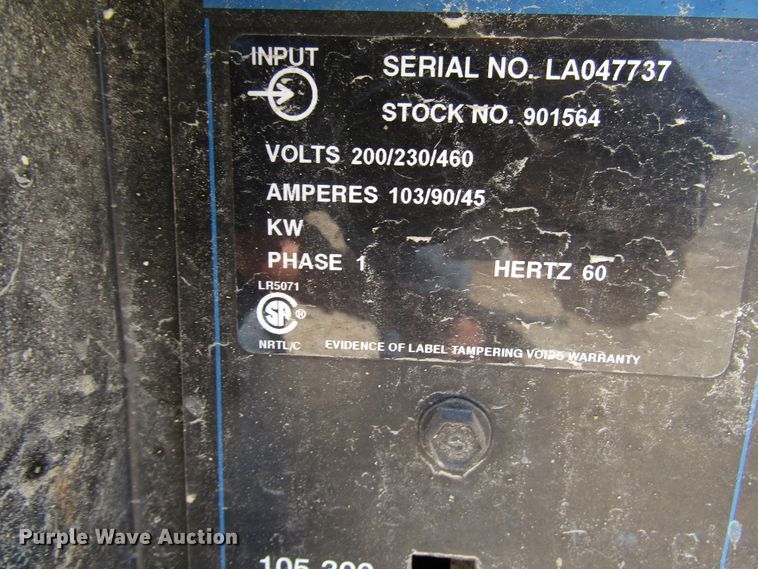 INPUT
SERIAL NO. LA047737
STOCK NO. 901564
VOLTS 200/230/460
AMPERES 103/90/45
KW
PHASE 1 HERTZ 60
LR5071
SA ®
NRTL/C
EVIDENCE OF LABEL TAMPERING VOIDS WARRANTY
Purple Wave Auction®